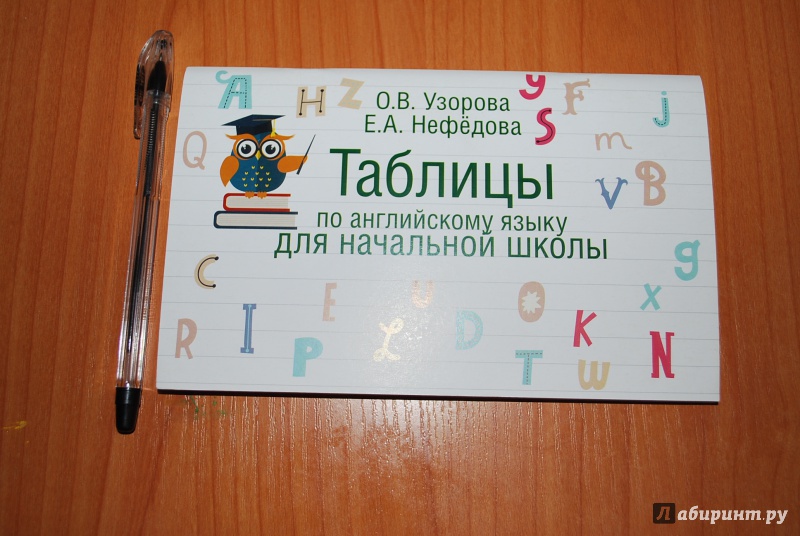 О.В. Узорова
Е.А. Нефёдова
Таблицы
по английскому языку
для начальной школы
A H Z y F j
Q S m
v B
C g
E u O x
R I P L D T K w N
Лабиринт.ру